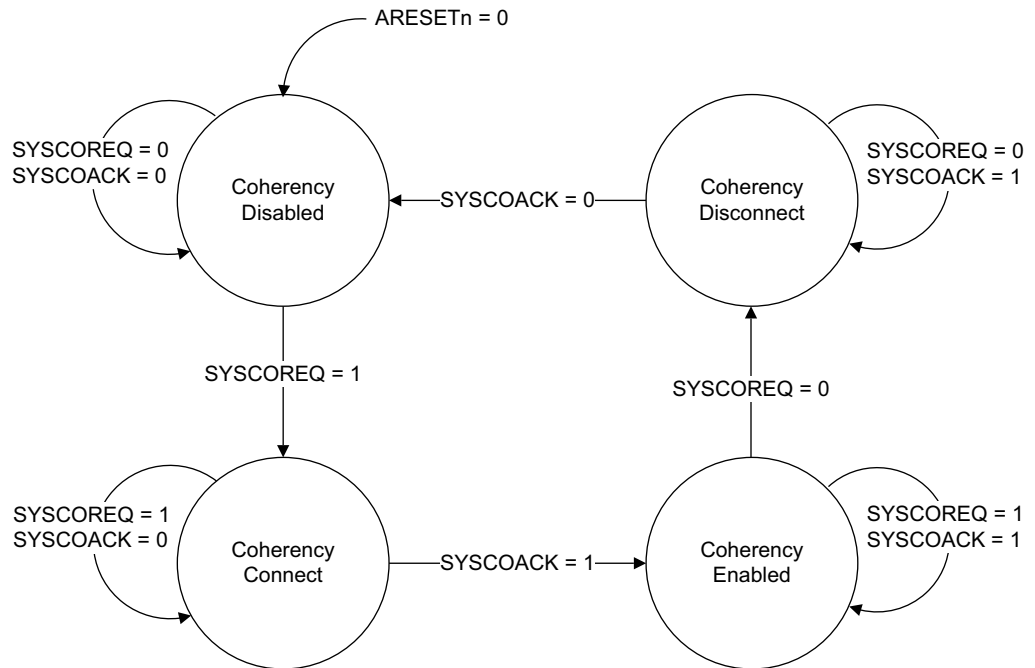 ARESETn = 0
SYSCOREQ = 0
SYSCOACK = 0
Coherency
Disabled
SYSCOACK = 0
Coherency
Disconnect
SYSCOREQ = 0
SYSCOACK = 1
SYSCOREQ = 1
SYSCOREQ = 0
SYSCOREQ = 1
SYSCOACK = 0
Coherency
Connect
SYSCOACK = 1
Coherency
Enabled
SYSCOREQ = 1
SYSCOACK = 1